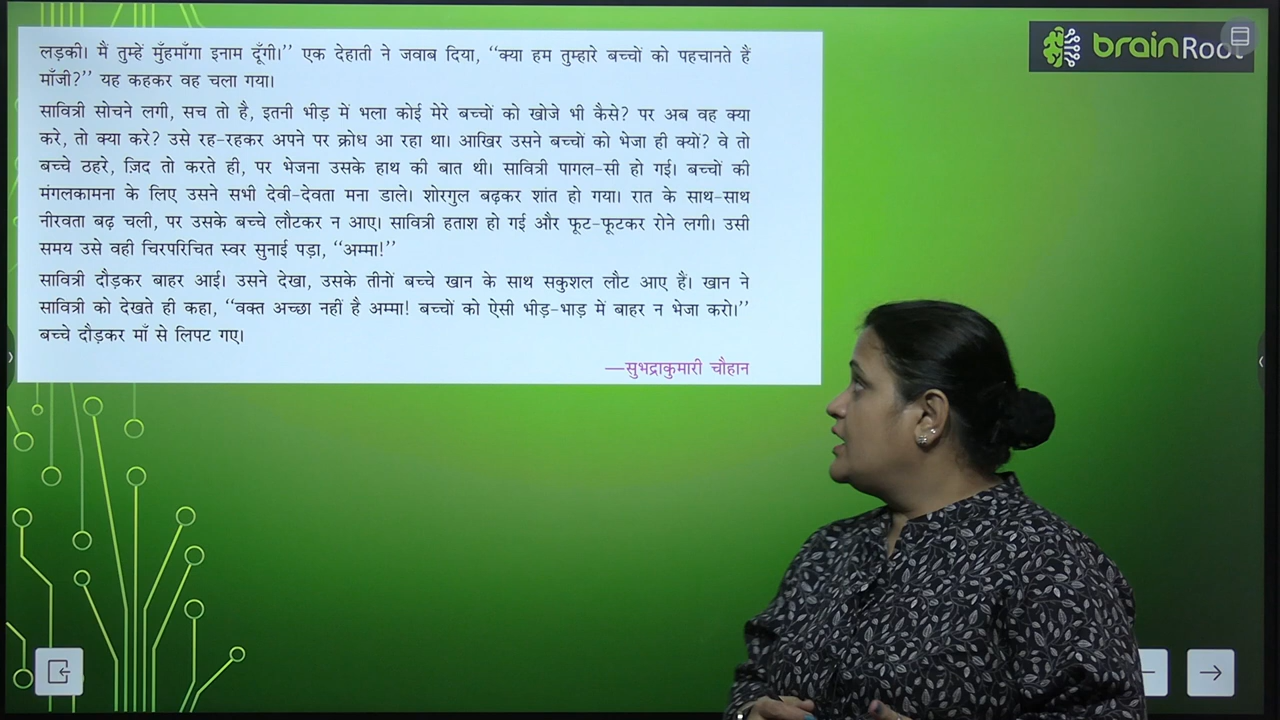 लड़की। मैं तुम्हें मुँहमाँगा इनाम दूँगी।’’ एक देहाती ने जवाब दिया, ‘‘क्या हम तुम्हारे बच्चों को पहचानते हैं
माँजी?’’ यह कहकर वह चला गया।
सावित्री सोचने लगी, सच तो है, इतनी भीड़ में भला कोई मेरे बच्चों को खोजे भी कैसे? पर अब वह क्या
करे, तो क्या करे? उसे रह-रहकर अपने पर क्रोध आ रहा था। आखिर उसने बच्चों को भेजा ही क्यों? वे तो
बच्चे ठहरे, ज़िद तो करते ही, पर भेजना उसके हाथ की बात थी। सावित्री पागल-सी हो गई। बच्चों की
मंगलकामना के लिए उसने सभी देवी-देवता मना डाले। शोरगुल बढ़कर शांत हो गया। रात के साथ-साथ
नीरवता बढ़ चली, पर उसके बच्चे लौटकर न आए। सावित्री हताश हो गई और फूट-फूटकर रोने लगी। उसी
समय उसे वही चिरपरिचित स्वर सुनाई पड़ा, ‘‘अम्मा!’’
सावित्री दौड़कर बाहर आई। उसने देखा, उसके तीनों बच्चे खान के साथ सकुशल लौट आए हैं। खान ने
सावित्री को देखते ही कहा, ‘‘वक्त अच्छा नहीं है अम्मा! बच्चों को ऐसी भीड़-भाड़ में बाहर न भेजा करो।’’
बच्चे दौड़कर माँ से लिपट गए।
—सुभद्राकुमारी चौहान
brainRoot